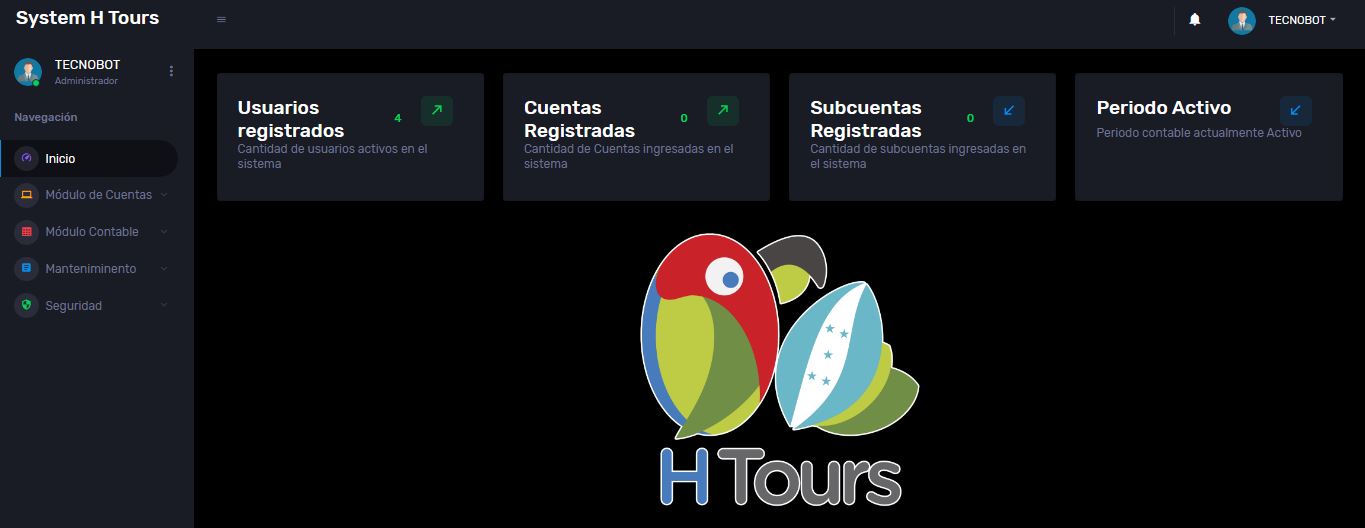 System H Tours
TECNOBOT
TECNOBOT
Administrador
Navegación
Inicio
Módulo de Cuentas
Módulo Contable
Manteniminento
Seguridad
Usuarios
registrados
4
Cantidad de usuarios activos en el
sistema
Cuentas
Registradas
0
Cantidad de Cuentas ingresadas en el
sistema
Subcuentas
Registradas
0
Cantidad de subcuentas ingresadas en
el sistema
Periodo Activo
Periodo contable actualmente Activo
H Tours